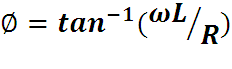 ∅ = tan⁻¹(ωL/R)